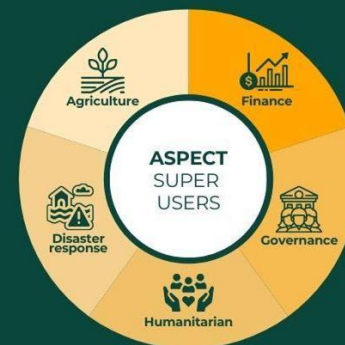 Agriculture
Finance
ASPECT
SUPER
USERS
Disaster
response
Governance
Humanitarian
$